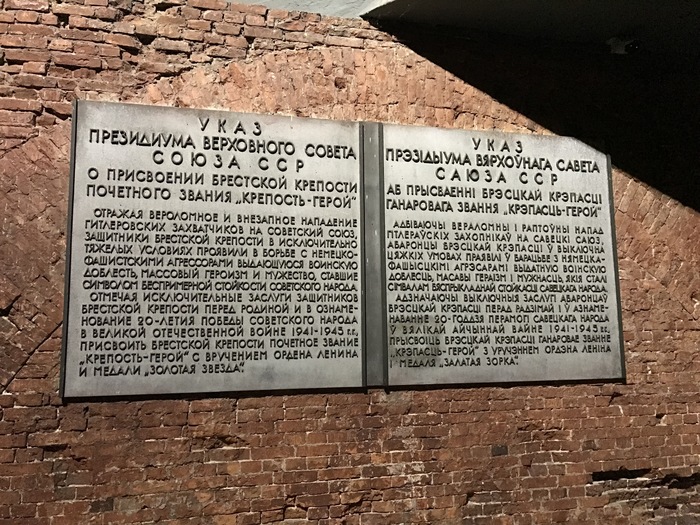 УКАЗ
ПРЕЗИДИУМА ВЕРХОВНОГО СОВЕТА
СОЮЗА ССР
О ПРИСВОЕНИИ БРЕСТСКОЙ КРЕПОСТИ
ПОЧЕТНОГО ЗВАНИЯ „КРЕПОСТЬ-ГЕРОЙ"
ОТРАЖАЯ ВЕРОЛОМНОЕ И ВНЕЗАПНОЕ НАПАДЕНИЕ
ГИТЛЕРОВСКИХ ЗАХВАТЧИКОВ НА СОВЕТСКИЙ СОЮЗ,
ЗАЩИТНИКИ БРЕСТСКОЙ КРЕПОСТИ В ИСКЛЮЧИТЕЛЬНО
ТЯЖЕЛЫХ УСЛОВИЯХ ПРОЯВИЛИ В БОРЬБЕ С НЕМЕЦКО-
ФАШИСТСКИМИ АГРЕССОРАМИ ВЫДАЮЩУЮСЯ ВОИНСКУЮ
ДОБЛЕСТЬ, МАССОВЫЙ ГЕРОИЗМ И МУЖЕСТВО, СТАВШИЕ
СИМВОЛОМ БЕСПРИМЕРНОЙ СТОЙКОСТИ СОВЕТСКОГО НАРОДА.
ОТМЕЧАЯ ИСКЛЮЧИТЕЛЬНЫЕ ЗАСЛУГИ ЗАЩИТНИКОВ
БРЕСТСКОЙ КРЕПОСТИ ПЕРЕД РОДИНОЙ И В ОЗНАМЕ-
НОВАНИЕ 20-ЛЕТИЯ ПОБЕДЫ СОВЕТСКОГО НАРОДА
В ВЕЛИКОЙ ОТЕЧЕСТВЕННОЙ ВОЙНЕ 1941-1945 г.г.,
ПРИСВОИТЬ БРЕСТСКОЙ КРЕПОСТИ ПОЧЕТНОЕ ЗВАНИЕ
„КРЕПОСТЬ-ГЕРОЙ" С ВРУЧЕНИЕМ ОРДЕНА ЛЕНИНА
И МЕДАЛИ „ЗОЛОТАЯ ЗВЕЗДА".
УКАЗ
ПРЭЗІДЫУМА ВЯРХОЎНАГА САВЕТА
САЮЗА ССР
АБ ПРЫСВАЕННІ БРЭСЦКАЙ КРЭПАСЦІ
ГАНАРОВАГА ЗВАННЯ „КРЭПАСЦЬ-ГЕРОЙ"
АДБІВАЮЧЫ ВЕРАЛОМНЫ І РАПТОЎНЫ НАПАД
ГІТЛЕРАЎСКІХ ЗАХОПНІКАЎ НА САВЕЦКІ САЮЗ,
АБАРОНЦЫ БРЭСЦКАЙ КРЭПАСЦІ Ў ВЫКЛЮЧНА
ЦЯЖКІХ УМОВАХ ПРАЯВІЛІ Ў БАРАЦЬБЕ З НЯМЕЦКА-
ФАШЫСЦКІМІ АГРЭСАРАМІ ВЫДАТНУЮ ВОІНСКУЮ
ДОБЛЕСЦЬ, МАСАВЫ ГЕРАІЗМ І МУЖНАСЦЬ, ЯКІЯ СТАЛІ
СІМВАЛАМ БЕСПРЫКЛАДНАЙ СТОЙКАСЦІ САВЕЦКАГА НАРОДА.
АДЗНАЧАЮЧЫ ВЫКЛЮЧНЫЯ ЗАСЛУГІ АБАРОНЦАЎ
БРЭСЦКАЙ КРЭПАСЦІ ПЕРАД РАДЗІМАЙ І Ў АЗНАМЕ-
НАВАННЕ 20-ГОДДЗЯ ПЕРАМОГІ САВЕЦКАГА НАРОДА
Ў ВЯЛІКАЙ АЙЧЫННАЙ ВАЙНЕ 1941-1945 г.г.,
ПРЫСВОІЦЬ БРЭСЦКАЙ КРЭПАСЦІ ГАНАРОВАЕ ЗВАННЕ
„КРЭПАСЦЬ-ГЕРОЙ" З УРУЧЭННЕМ ОРДЭНА ЛЕНІНА
І МЕДАЛЯ „ЗАЛАТАЯ ЗОРКА".